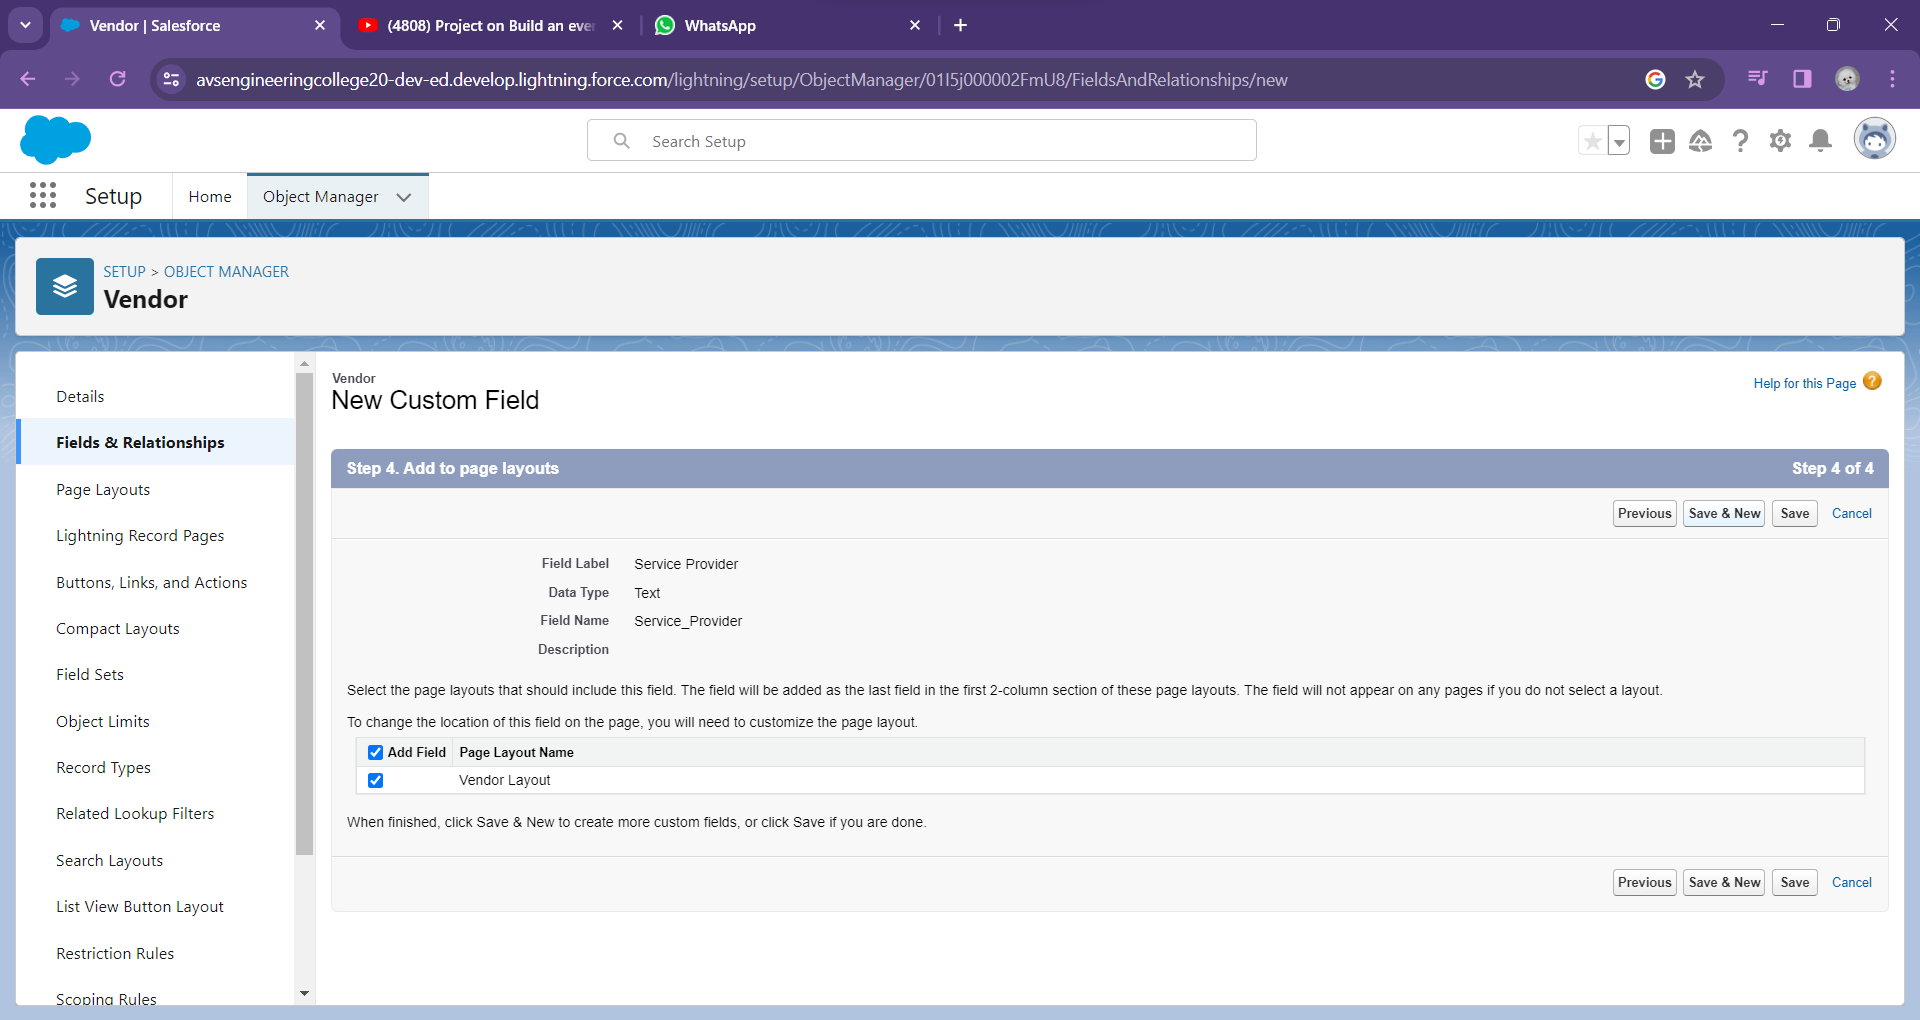 Vendor | Salesforce
(4808) Project on Build an eve
WhatsApp
avsengineeringcollege20-dev-ed.develop.lightning.force.com/lightning/setup/ObjectManager/01I5j000002FmU8/FieldsAndRelationships/new
Search Setup
Setup
Home
Object Manager
SETUP > OBJECT MANAGER
Vendor
Details
Fields & Relationships
Page Layouts
Lightning Record Pages
Buttons, Links, and Actions
Compact Layouts
Field Sets
Object Limits
Record Types
Related Lookup Filters
Search Layouts
List View Button Layout
Restriction Rules
Scoping Rules
Vendor
New Custom Field
Help for this Page ?
Step 4. Add to page layouts
Step 4 of 4
Previous Save & New Save Cancel
Field Label Service Provider
Data Type Text
Field Name Service_Provider
Description
Select the page layouts that should include this field. The field will be added as the last field in the first 2-column section of these page layouts. The field will not appear on any pages if you do not select a layout.
To change the location of this field on the page, you will need to customize the page layout.
Add Field Page Layout Name
Vendor Layout
When finished, click Save & New to create more custom fields, or click Save if you are done.
Previous Save & New Save Cancel